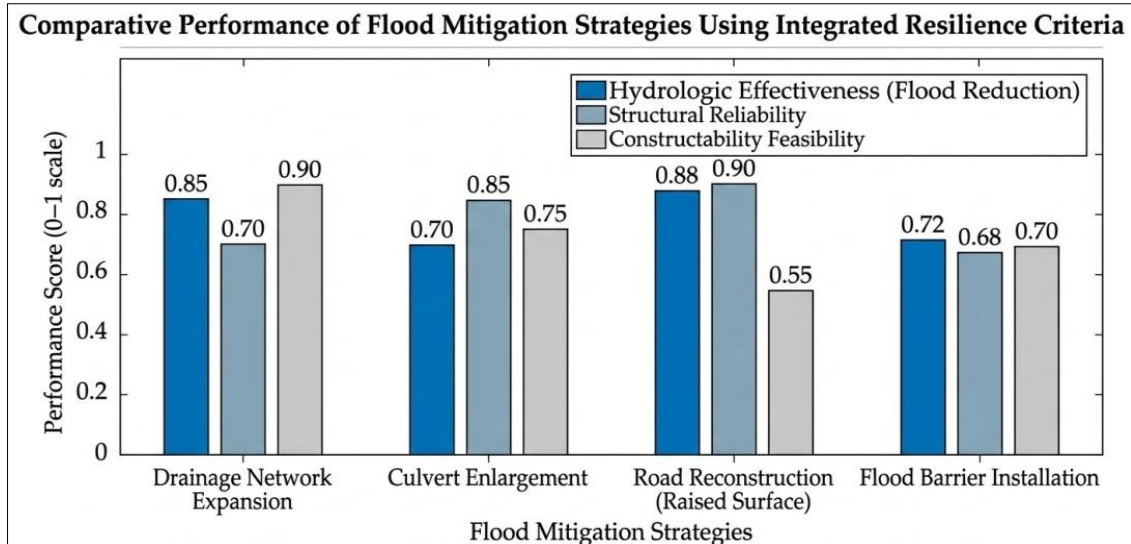 Comparative Performance of Flood Mitigation Strategies Using Integrated Resilience Criteria
Hydrologic Effectiveness (Flood Reduction)
Structural Reliability
Constructability Feasibility
Performance Score (0–1 scale)
1
0.8
0.6
0.4
0.2
0
0.85
0.70
0.90
0.70
0.85
0.75
0.88
0.90
0.55
0.72
0.68
0.70
Drainage Network
Expansion
Culvert Enlargement
Road Reconstruction
(Raised Surface)
Flood Barrier Installation
Flood Mitigation Strategies